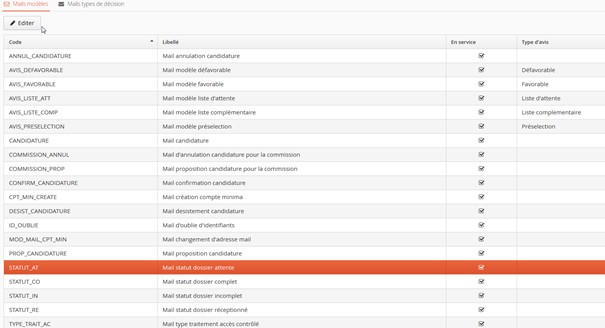 Mails modèles Mails types de décision
Editer
Code Libellé En service Type d'avis
ANNUL_CANDIDATURE Mail annulation candidature
AVIS_DEFAVORABLE Mail modèle défavorable Défavorable
AVIS_FAVORABLE Mail modèle favorable Favorable
AVIS_LISTE_ATT Mail modèle liste d'attente Liste d'attente
AVIS_LISTE_COMP Mail modèle liste complémentaire Liste complementaire
AVIS_PRESELECTION Mail modèle préselection Préselection
CANDIDATURE Mail candidature
COMMISSION_ANNUL Mail d'annulation candidature pour la commission
COMMISSION_PROP Mail proposition candidature pour la commission
CONFIRM_CANDIDATURE Mail confirmation candidature
CPT_MIN_CREATE Mail création compte minima
DESIST_CANDIDATURE Mail desistement candidature
ID_OUBLIE Mail d'oublie d'identifiants
MOD_MAIL_CPT_MIN Mail changement d'adresse mail
PROP_CANDIDATURE Mail proposition candidature
STATUT_AT Mail statut dossier attente
STATUT_CO Mail statut dossier complet
STATUT_IN Mail statut dossier incomplet
STATUT_RE Mail statut dossier réceptionné
TYPE_TRAIT_AC Mail type traitement accès contrôlé